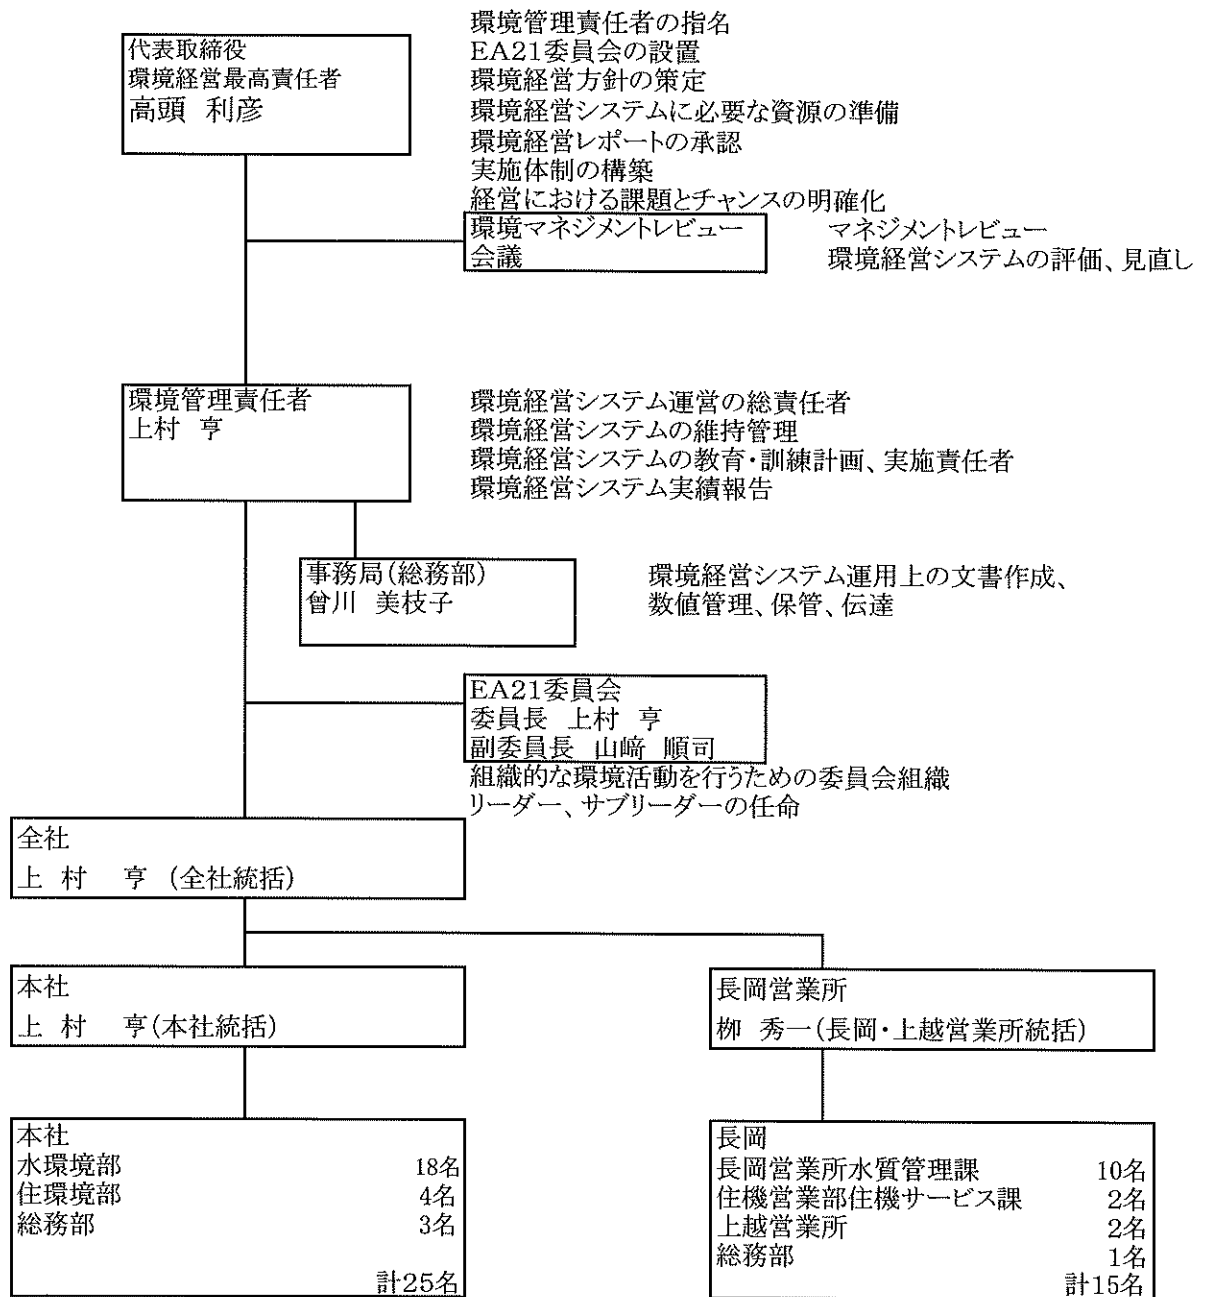 代表取締役
環境経営最高責任者
高頭 利彦
環境管理責任者の指名
EA21委員会の設置
環境経営方針の策定
環境経営システムに必要な資源の準備
環境経営レポートの承認
実施体制の構築
経営における課題とチャンスの明確化
環境マネジメントレビュー
会議
マネジメントレビュー
環境経営システムの評価、見直し
環境管理責任者
上村 亨
環境経営システム運営の総責任者
環境経営システムの維持管理
環境経営システムの教育・訓練計画、実施責任者
環境経営システム実績報告
事務局(総務部)
曾川 美枝子
環境経営システム運用上の文書作成、
数値管理、保管、伝達
EA21委員会
委員長 上村 亨
副委員長 山﨑 順司
組織的な環境活動を行うための委員会組織
リーダー、サブリーダーの任命
全社
上 村 亨 (全社統括)
本社
上 村 亨(本社統括)
長岡営業所
栁 秀一(長岡・上越営業所統括)
本社
水環境部 18名
住環境部 4名
総務部 3名
計25名
長岡
長岡営業所水質管理課 10名
住機営業部住機サービス課 2名
上越営業所 2名
総務部 1名
計15名